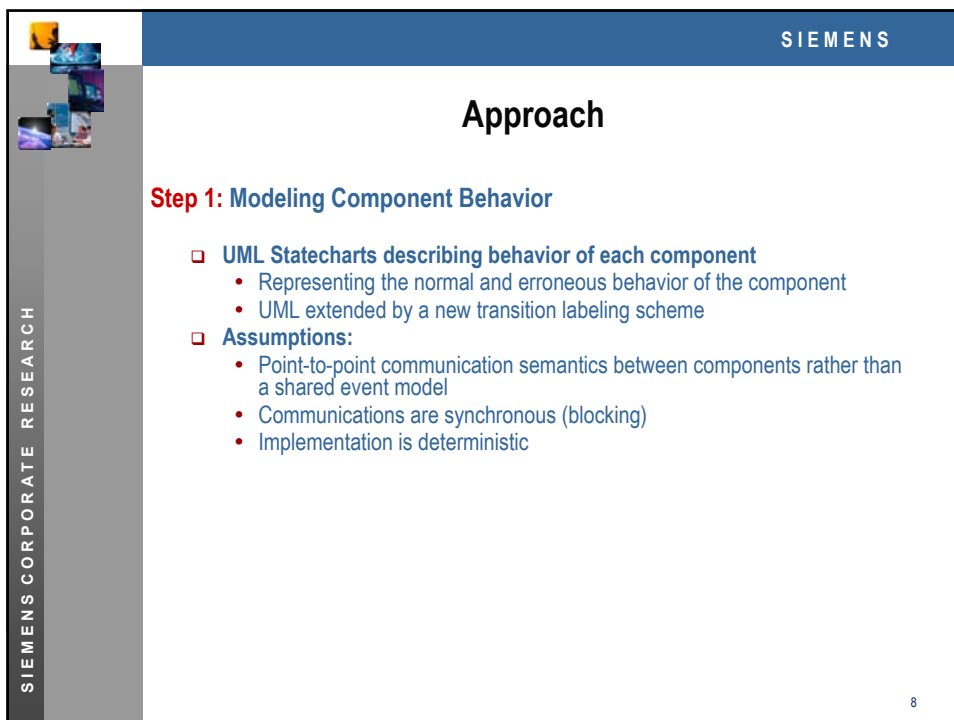 SIEMENS
Approach
Step 1: Modeling Component Behavior
❑ UML Statecharts describing behavior of each component
• Representing the normal and erroneous behavior of the component
• UML extended by a new transition labeling scheme
❑ Assumptions:
• Point-to-point communication semantics between components rather than
a shared event model
• Communications are synchronous (blocking)
• Implementation is deterministic
SIEMENS CORPORATE RESEARCH
8